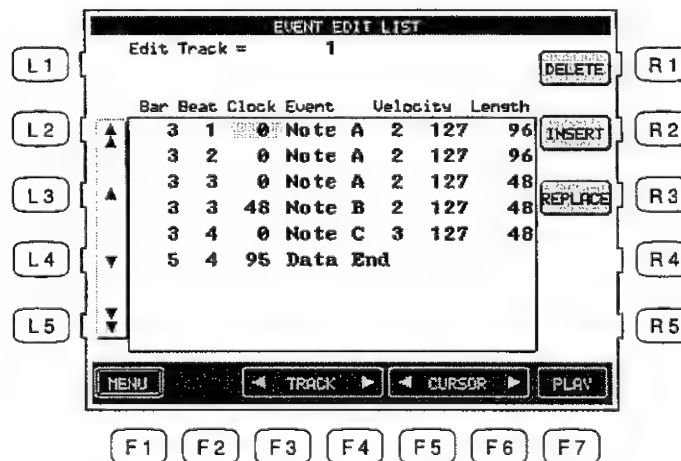 EVENT EDIT LIST
Edit Track = 1
L1 DELETE R1
Bar Beat Clock Event Velocity Length
L2 3 1 0 Note A 2 127 96 INSERT R2
3 2 0 Note A 2 127 96
L3 3 3 0 Note A 2 127 48 REPLACE R3
3 3 48 Note B 2 127 48
3 4 0 Note C 3 127 48
L4 5 4 95 Data End R4
L5 R5
MENU ◄ TRACK ► ◄ CURSOR ► PLAY
F1 F2 F3 F4 F5 F6 F7